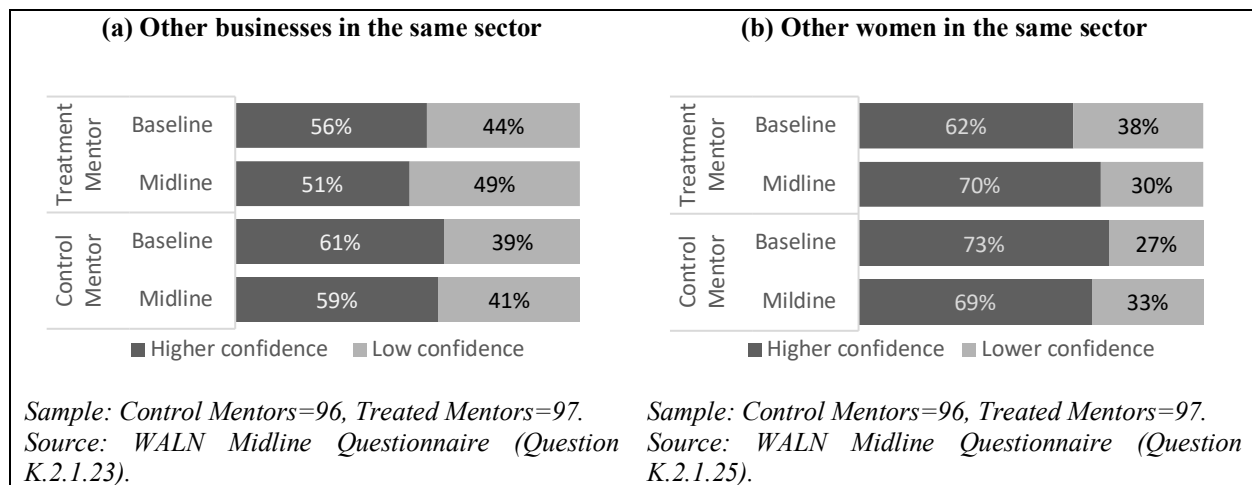 (a) Other businesses in the same sector
Treatment Mentor
Baseline 56% 44%
Midline 51% 49%
Control Mentor
Baseline 61% 39%
Midline 59% 41%
Higher confidence Low confidence
Sample: Control Mentors=96, Treated Mentors=97.
Source: WALN Midline Questionnaire (Question
K.2.1.23).
(b) Other women in the same sector
Treatment Mentor
Baseline 62% 38%
Midline 70% 30%
Control Mentor
Baseline 73% 27%
Mildine 69% 33%
Higher confidence Lower confidence
Sample: Control Mentors=96, Treated Mentors=97.
Source: WALN Midline Questionnaire (Question
K.2.1.25).